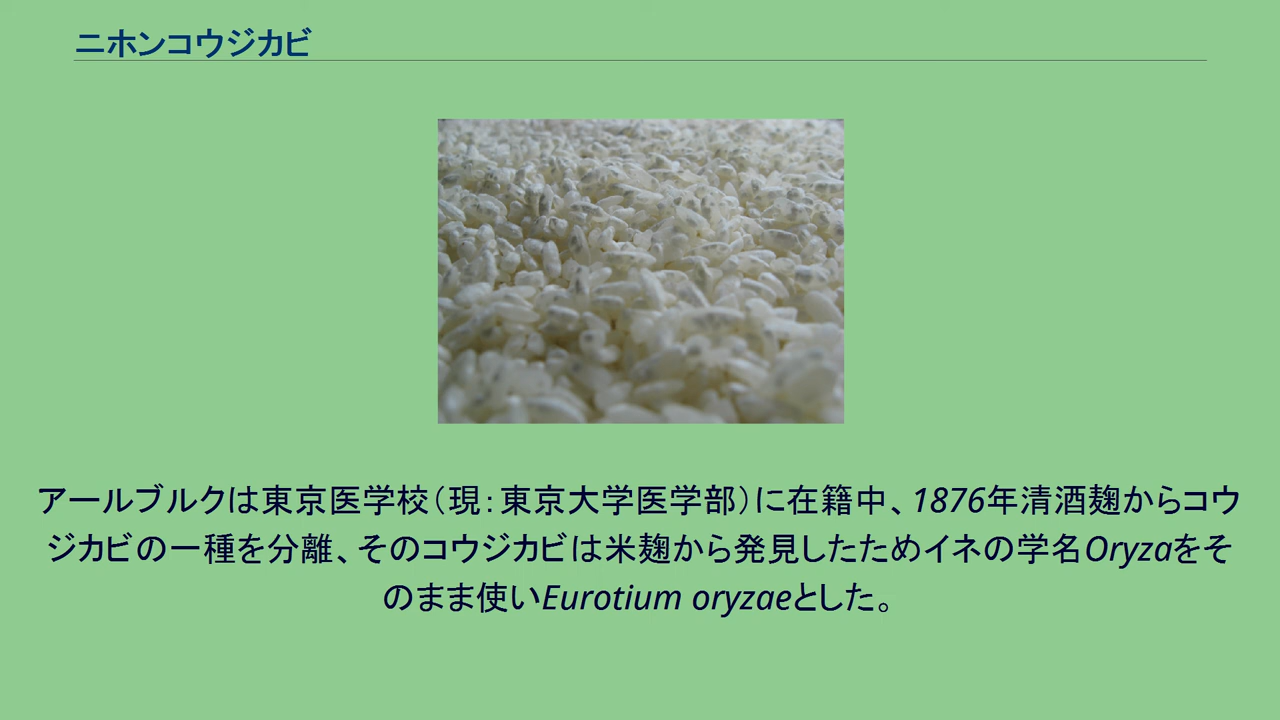 ニホンコウジカビ
アールブルクは東京医学校（現：東京大学医学部）に在籍中、1876年清酒麹からコウ
ジカビの一種を分離、そのコウジカビは米麹から発見したためイネの学名Oryzaをそ
のまま使いEurotium oryzaeとした。